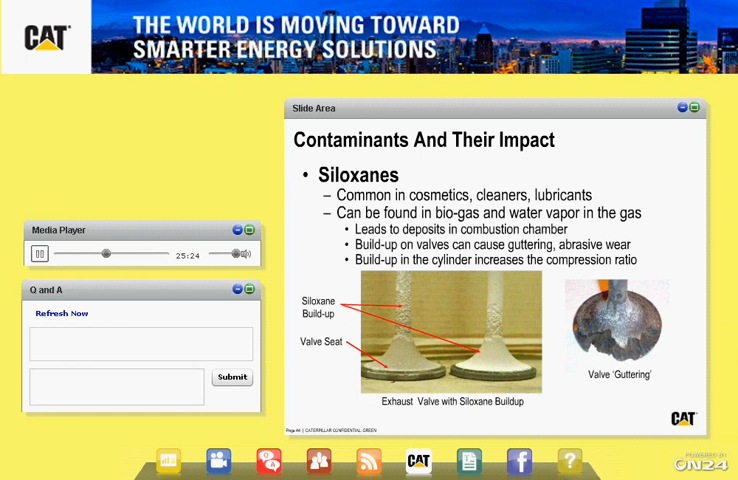 CAT
THE WORLD IS MOVING TOWARD
SMARTER ENERGY SOLUTIONS
Slide Area
Contaminants And Their Impact
• Siloxanes
– Common in cosmetics, cleaners, lubricants
– Can be found in bio-gas and water vapor in the gas
• Leads to deposits in combustion chamber
• Build-up on valves can cause guttering, abrasive wear
• Build-up in the cylinder increases the compression ratio
Siloxane
Build-up
Valve Seat
Exhaust Valve with Siloxane Buildup
Valve 'Guttering'
Page 44 | CATERPILLAR CONFIDENTIAL: GREEN
CAT
Media Player
25:24
Q and A
Refresh Now
Submit
Q
A
CAT
f
?
POWERED BY
ON24